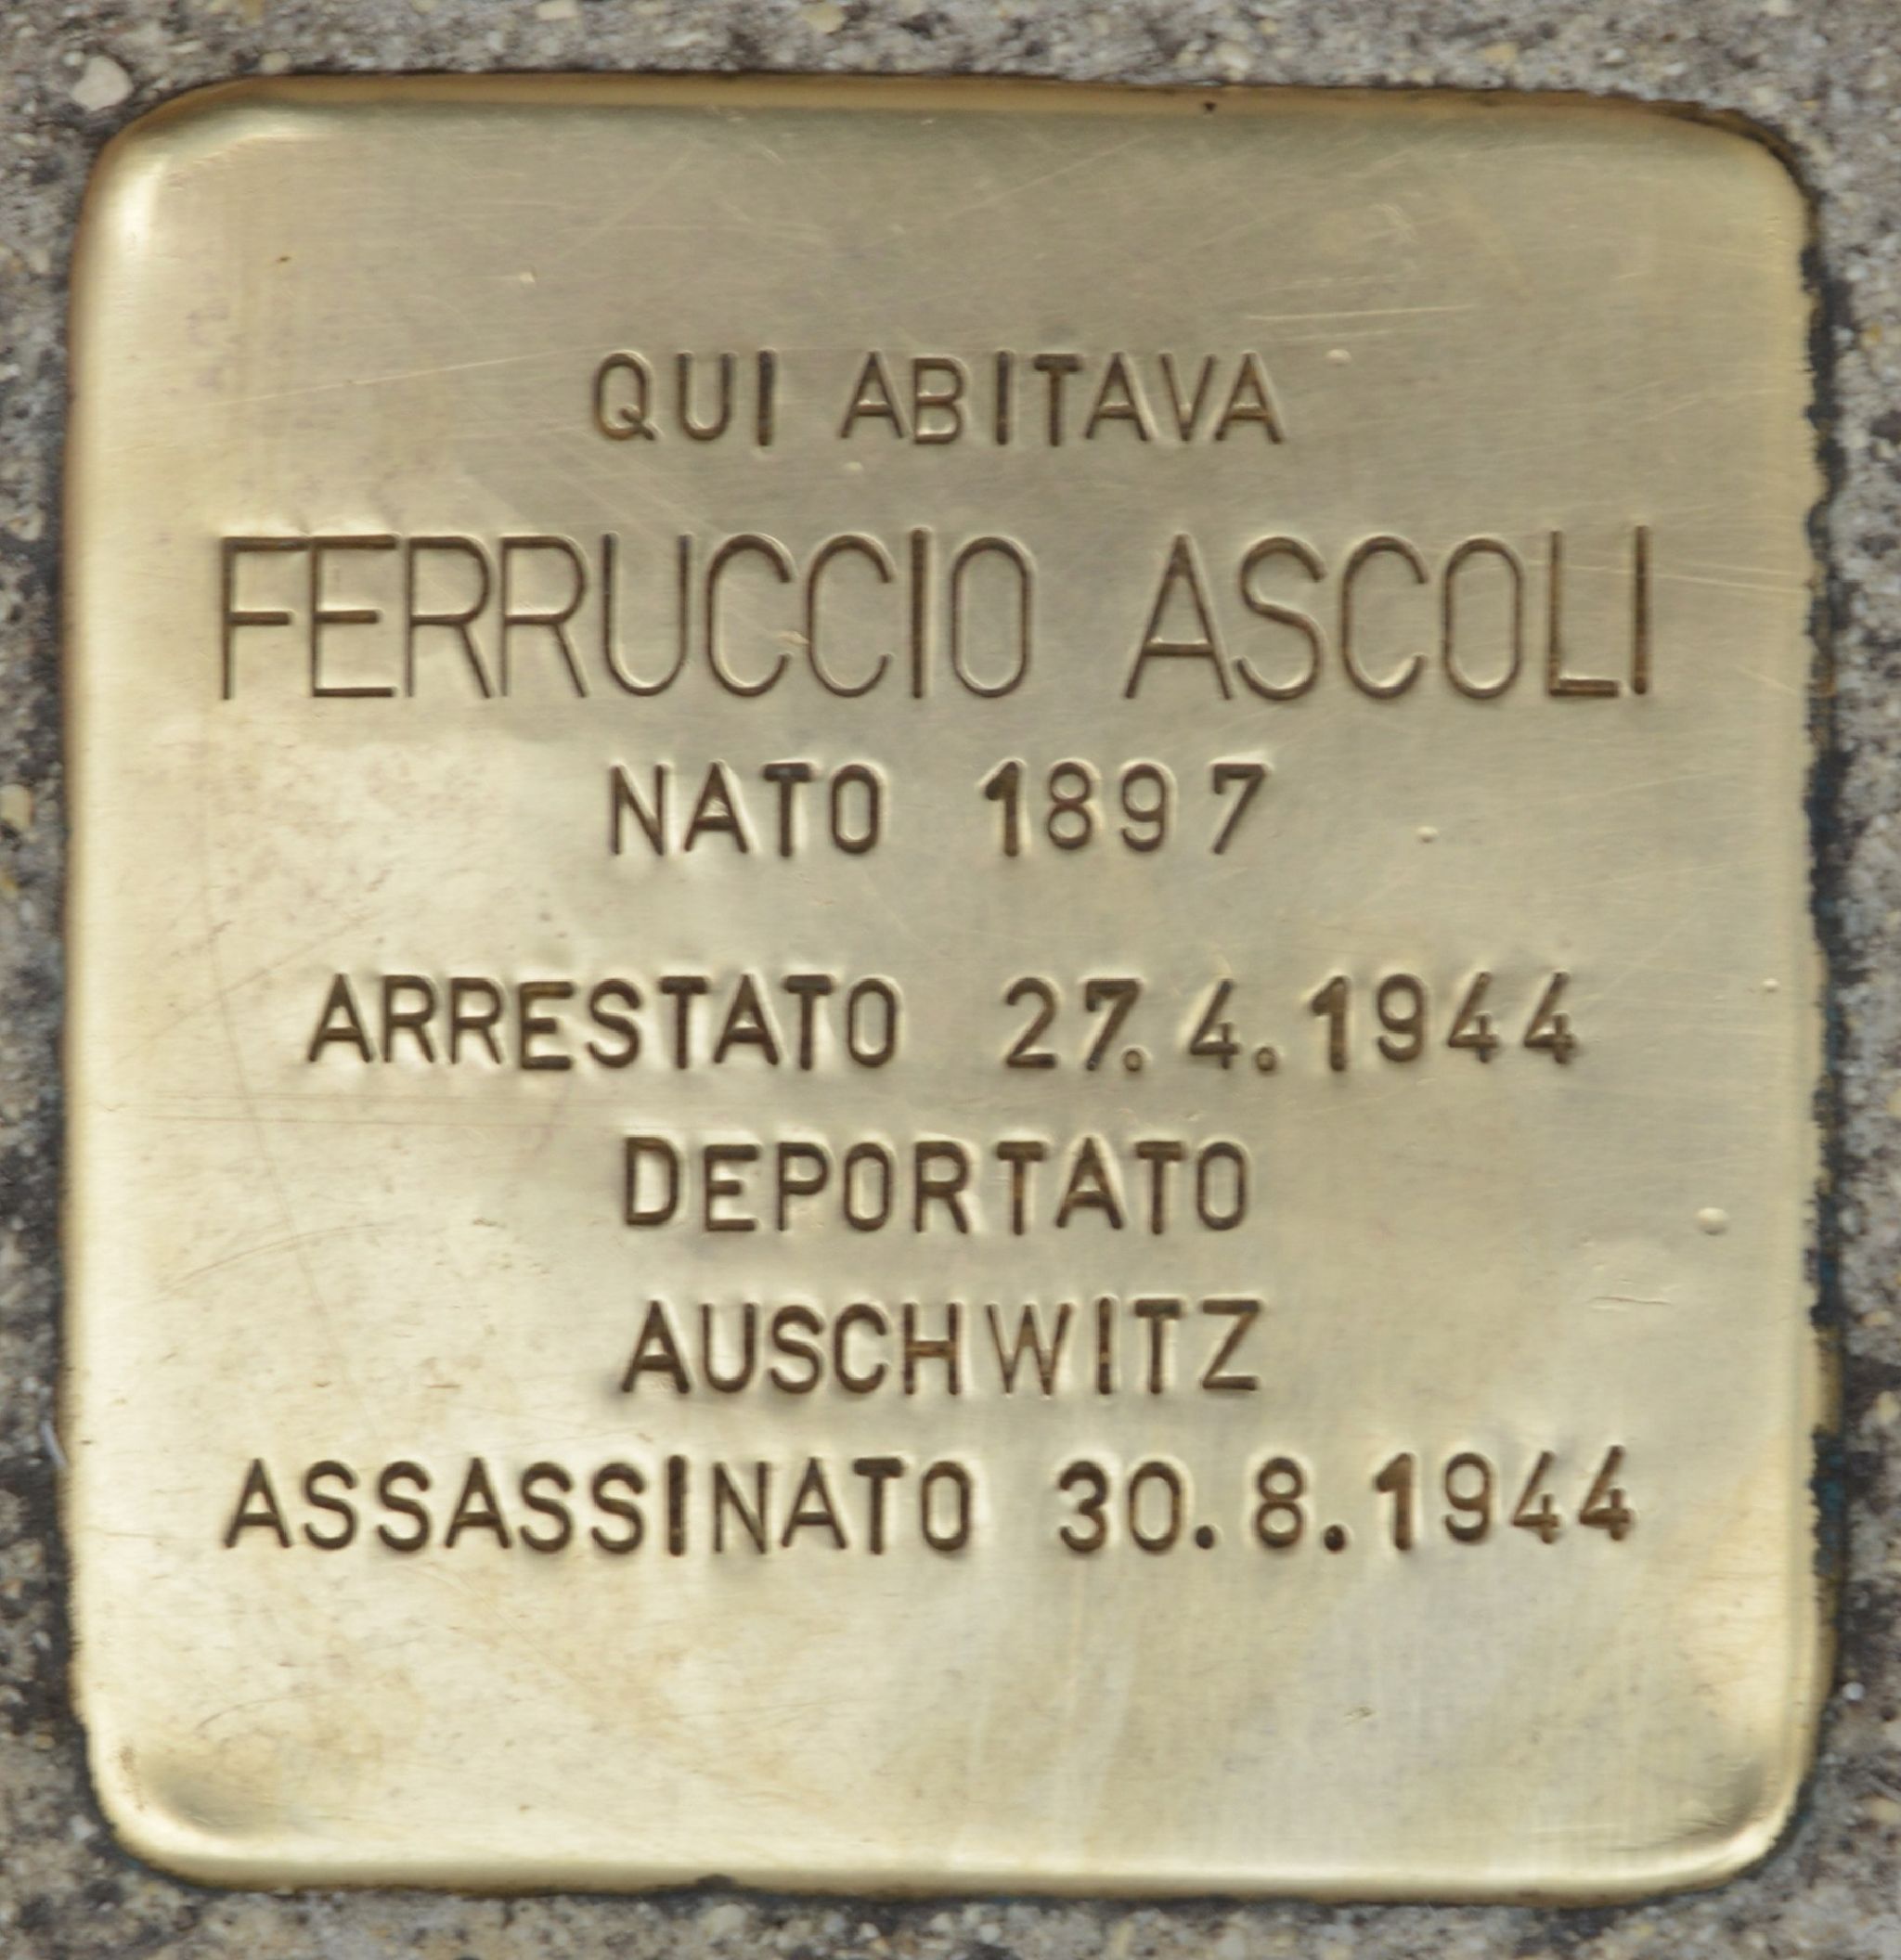 QUI ABITAVA
FERRUCCIO ASCOLI
NATO 1897
ARRESTATO 27.4.1944
DEPORTATO
AUSCHWITZ
ASSASSINATO 30.8.1944